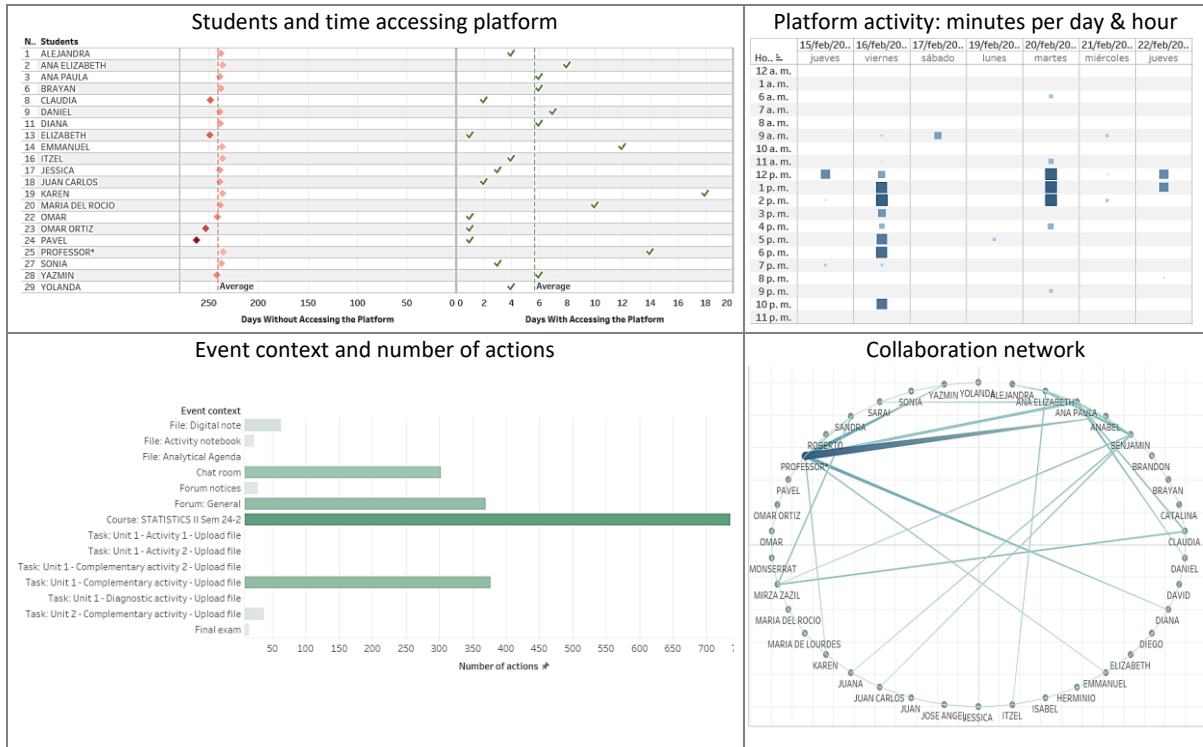 Students and time accessing platform
N.. Students
1 ALEJANDRA
2 ANA ELIZABETH
3 ANA PAULA
6 BRAYAN
8 CLAUDIA
9 DANIEL
11 DIANA
13 ELIZABETH
14 EMMANUEL
16 ITZEL
17 JESSICA
18 JUAN CARLOS
19 KAREN
20 MARIA DEL ROCIO
22 OMAR
23 OMAR ORTIZ
24 PAVEL
25 PROFESSOR*
27 SONIA
28 YAZMIN
29 YOLANDA
Average
Average
250 200 150 100 50 0
0 2 4 6 8 10 12 14 16 18 20
Days Without Accessing the Platform
Days With Accessing the Platform
Platform activity: minutes per day & hour
15/feb/20.. 16/feb/20.. 17/feb/20.. 19/feb/20.. 20/feb/20.. 21/feb/20.. 22/feb/20..
Ho.. jueves viernes sábado lunes martes miércoles jueves
12 a. m.
1 a. m.
6 a. m.
7 a. m.
8 a. m.
9 a. m.
10 a. m.
11 a. m.
12 p. m.
1 p. m.
2 p. m.
3 p. m.
4 p. m.
5 p. m.
6 p. m.
7 p. m.
8 p. m.
9 p. m.
10 p. m.
11 p. m.
Event context and number of actions
Event context
File: Digital note
File: Activity notebook
File: Analytical Agenda
Chat room
Forum notices
Forum: General
Course: STATISTICS II Sem 24-2
Task: Unit 1 - Activity 1 - Upload file
Task: Unit 1 - Activity 2 - Upload file
Task: Unit 1 - Complementary activity 2 - Upload file
Task: Unit 1 - Complementary activity - Upload file
Task: Unit 1 - Diagnostic activity - Upload file
Task: Unit 2 - Complementary activity - Upload file
Final exam
50 100 150 200 250 300 350 400 450 500 550 600 650 700
Number of actions
Collaboration network
YOLANDA
ALEJANDRA
ANA ELIZABETH
ANA PAULA
ANABEL
BENJAMIN
BRANDON
BRAYAN
CATALINA
CLAUDIA
DANIEL
DAVID
DIANA
DIEGO
ELIZABETH
EMMANUEL
HERMINIO
ISABEL
ITZEL
JESSICA
JOSE ANGEL
JUAN
JUAN CARLOS
JUANA
KAREN
MARIA DE LOURDES
MARIA DEL ROCIO
MIRZA ZAZIL
MONSERRAT
OMAR
OMAR ORTIZ
PAVEL
PROFESSOR*
ROBERTO
SANDRA
SARAI
SONIA
YAZMIN